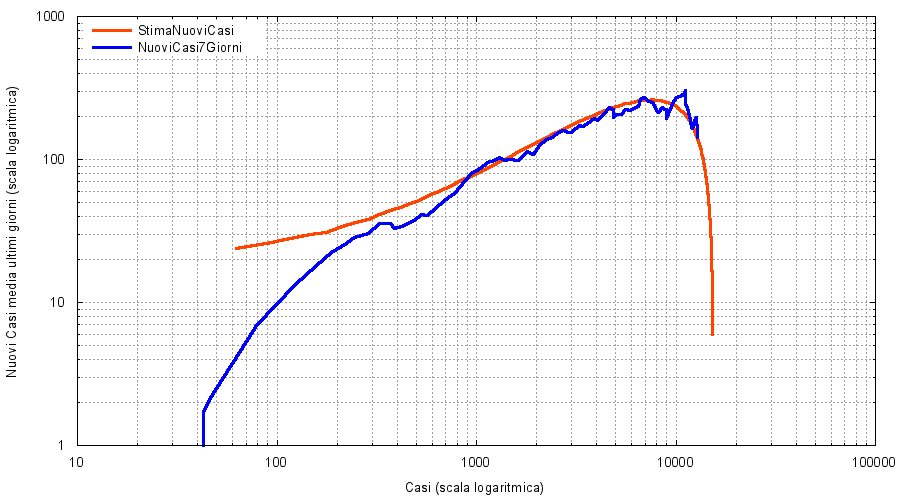 1000
StimaNuoviCasi
NuoviCasi7Giorni
100
10
1
10 100 1000 10000 100000
Nuovi Casi media ultimi giorni (scala logaritmica)
Casi (scala logaritmica)